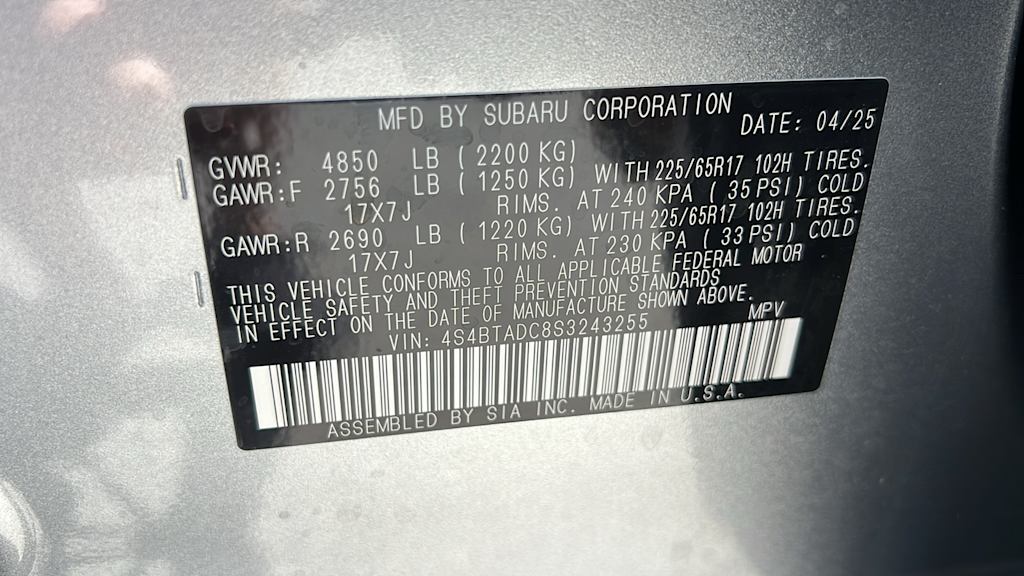 MFD BY SUBARU CORPORATION
DATE: 04/25
GVWR: 4850 LB ( 2200 KG)
GAWR:F 2756 LB ( 1250 KG) WITH 225/65R17 102H TIRES.
17X7J RIMS. AT 240 KPA ( 35 PSI) COLD
GAWR:R 2690 LB ( 1220 KG) WITH 225/65R17 102H TIRES.
17X7J RIMS. AT 230 KPA ( 33 PSI) COLD
THIS VEHICLE CONFORMS TO ALL APPLICABLE FEDERAL MOTOR
VEHICLE SAFETY AND THEFT PREVENTION STANDARDS
IN EFFECT ON THE DATE OF MANUFACTURE SHOWN ABOVE.
VIN: 4S4BTADC8S3243255 MPV
ASSEMBLED BY SIA INC. MADE IN U.S.A.